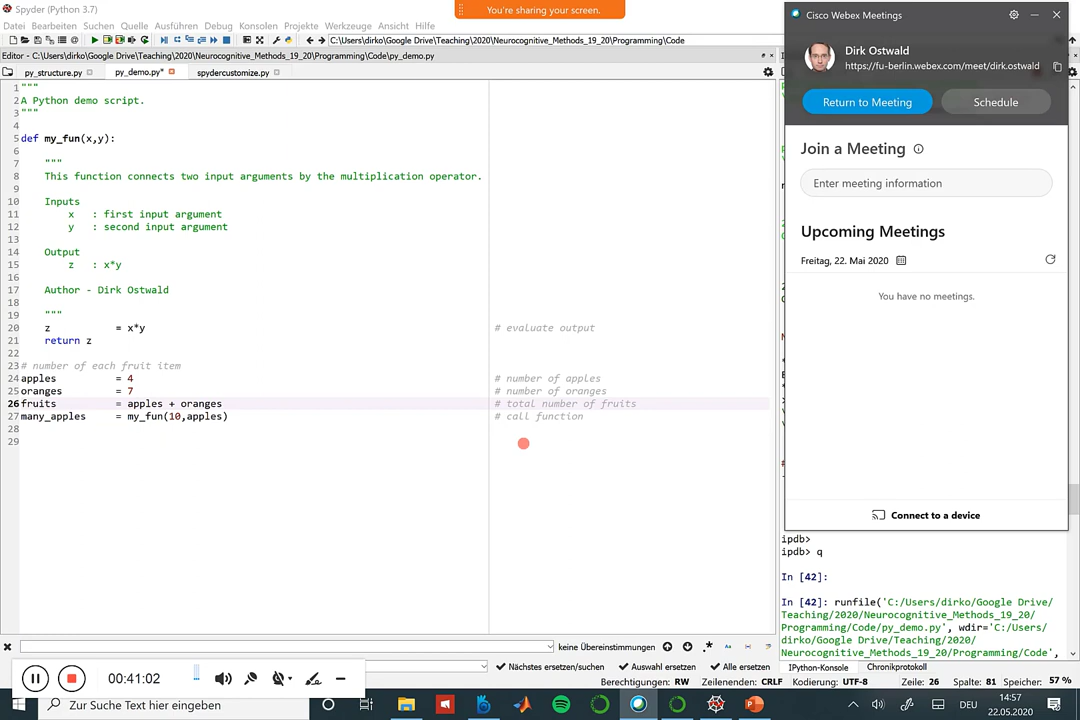 Spyder (Python 3.7)
You're sharing your screen.
Datei Bearbeiten Suchen Quelle Ausführen Debug Konsolen Projekte Werkzeuge Ansicht Hilfe
C:\Users\dirko\Google Drive\Teaching\2020\Neurocognitive_Methods_19_20/Programming/Code
Editor - C:\Users\dirko\Google Drive\Teaching\2020\Neurocognitive_Methods_19_20\Programming\Code\py_demo.py
py_structure.py py_demo.py* spydercustomize.py
1 """
2 A Python demo script.
3 """
4
5 def my_fun(x,y):
6
7 """
8 This function connects two input arguments by the multiplication operator.
9
10 Inputs
11 x : first input argument
12 y : second input argument
13
14 Output
15 z : x*y
16
17 Author - Dirk Ostwald
18
19 """
20 z = x*y # evaluate output
21 return z
22
23 # number of each fruit item
24 apples = 4 # number of apples
25 oranges = 7 # number of oranges
26 fruits = apples + oranges # total number of fruits
27 many_apples = my_fun(10,apples) # call function
28
29
Cisco Webex Meetings
Dirk Ostwald
https://fu-berlin.webex.com/meet/dirk.ostwald
Return to Meeting Schedule
Join a Meeting
Enter meeting information
Upcoming Meetings
Freitag, 22. Mai 2020
You have no meetings.
Connect to a device
ipdb>
ipdb> q
In [42]:
In [42]: runfile('C:/Users/dirko/Google Drive/
Teaching/2020/Neurocognitive_Methods_19_20/
Programming/Code/py_demo.py', wdir='C:/Users/
dirko/Google Drive/Teaching/2020/
Neurocognitive_Methods_19_20/Programming/Code',
keine Übereinstimmungen
Nächstes ersetzen/suchen Auswahl ersetzen Alle ersetzen
IPython-Konsole Chronikprotokoll
Berechtigungen: RW Zeilenenden: CRLF Kodierung: UTF-8 Zeile: 26 Spalte: 81 Speicher: 57 %
00:41:02
Zur Suche Text hier eingeben
DEU
14:57
22.05.2020